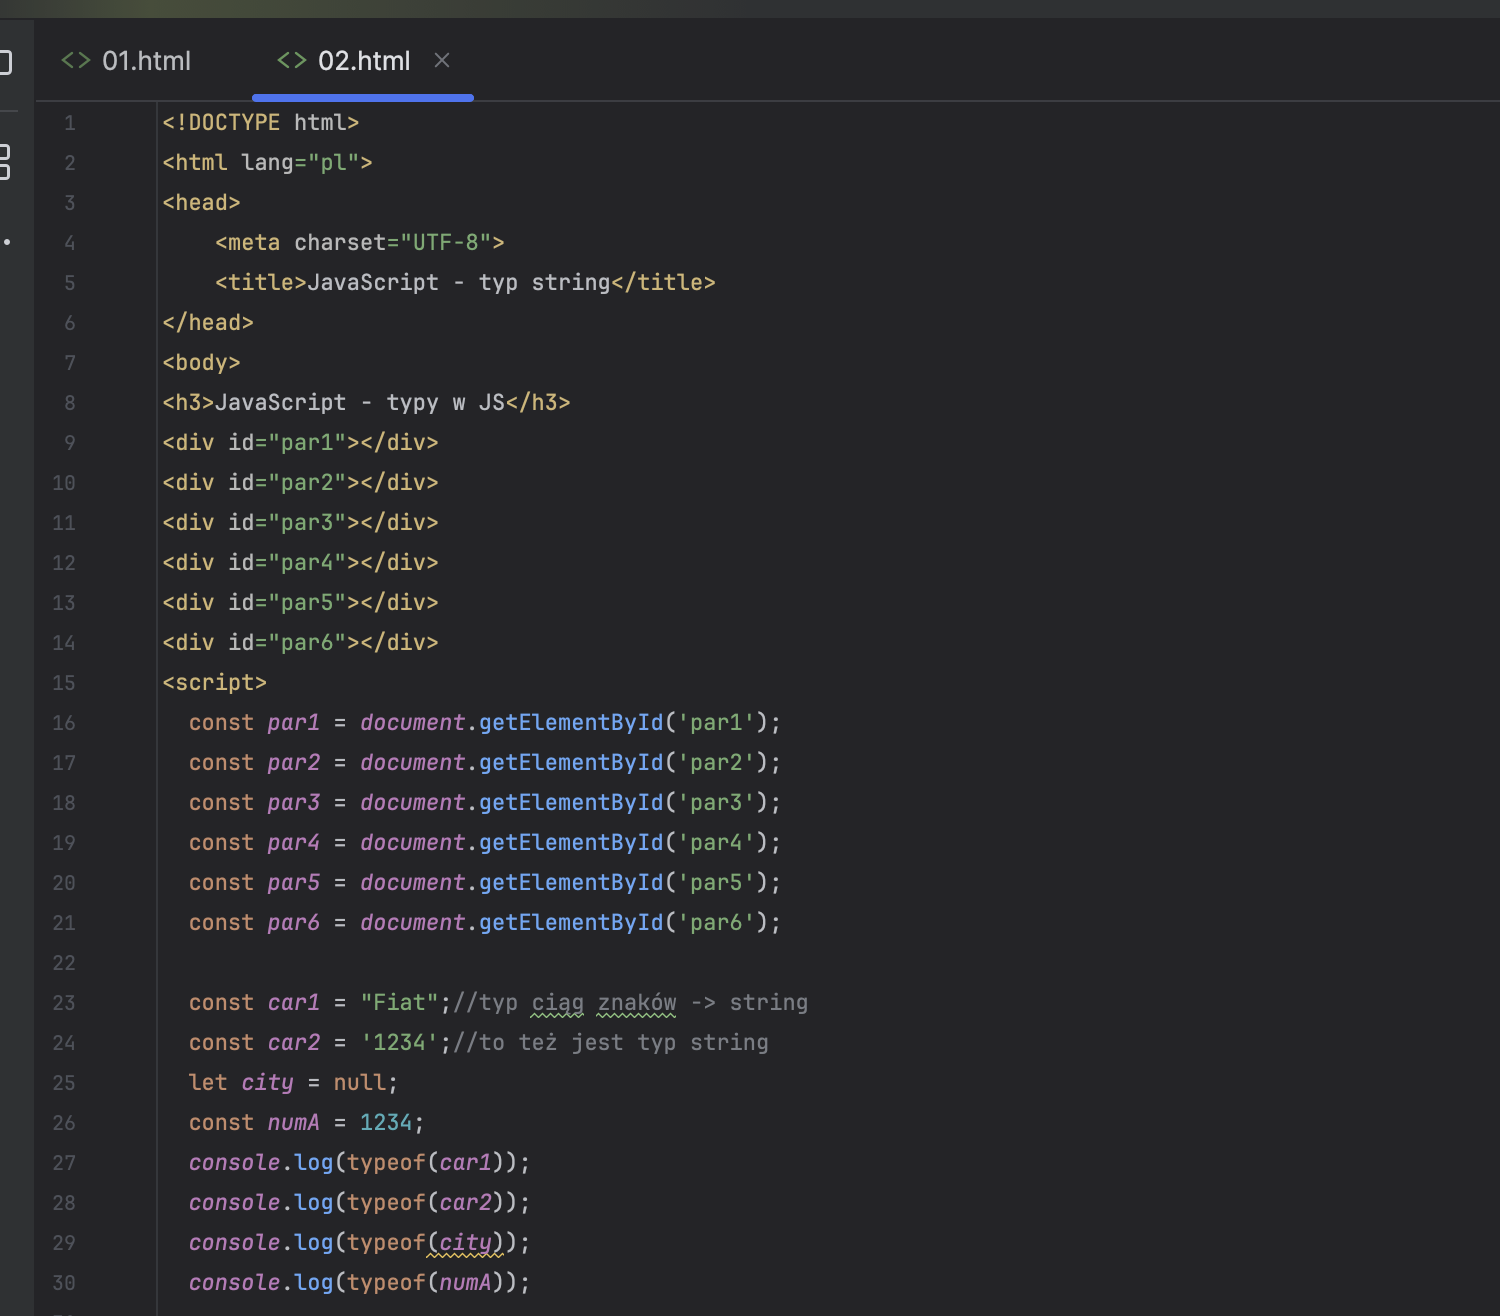 01.html 02.html
1 <!DOCTYPE html>
2 <html lang="pl">
3 <head>
4     <meta charset="UTF-8">
5     <title>JavaScript - typ string</title>
6 </head>
7 <body>
8 <h3>JavaScript - typy w JS</h3>
9 <div id="par1"></div>
10 <div id="par2"></div>
11 <div id="par3"></div>
12 <div id="par4"></div>
13 <div id="par5"></div>
14 <div id="par6"></div>
15 <script>
16   const par1 = document.getElementById('par1');
17   const par2 = document.getElementById('par2');
18   const par3 = document.getElementById('par3');
19   const par4 = document.getElementById('par4');
20   const par5 = document.getElementById('par5');
21   const par6 = document.getElementById('par6');
22
23   const car1 = "Fiat";//typ ciąg znaków -> string
24   const car2 = '1234';//to też jest typ string
25   let city = null;
26   const numA = 1234;
27   console.log(typeof(car1));
28   console.log(typeof(car2));
29   console.log(typeof(city));
30   console.log(typeof(numA));